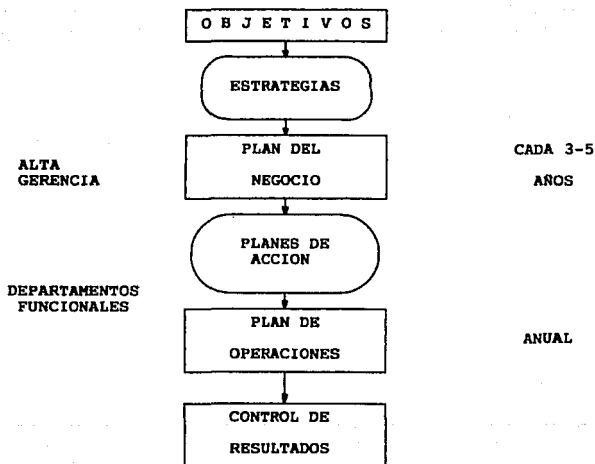 O B J E T I V O S
ESTRATEGIAS
PLAN DEL
NEGOCIO
ALTA
GERENCIA
CADA 3-5
AÑOS
PLANES DE
ACCION
DEPARTAMENTOS
FUNCIONALES
PLAN DE
OPERACIONES
ANUAL
CONTROL DE
RESULTADOS